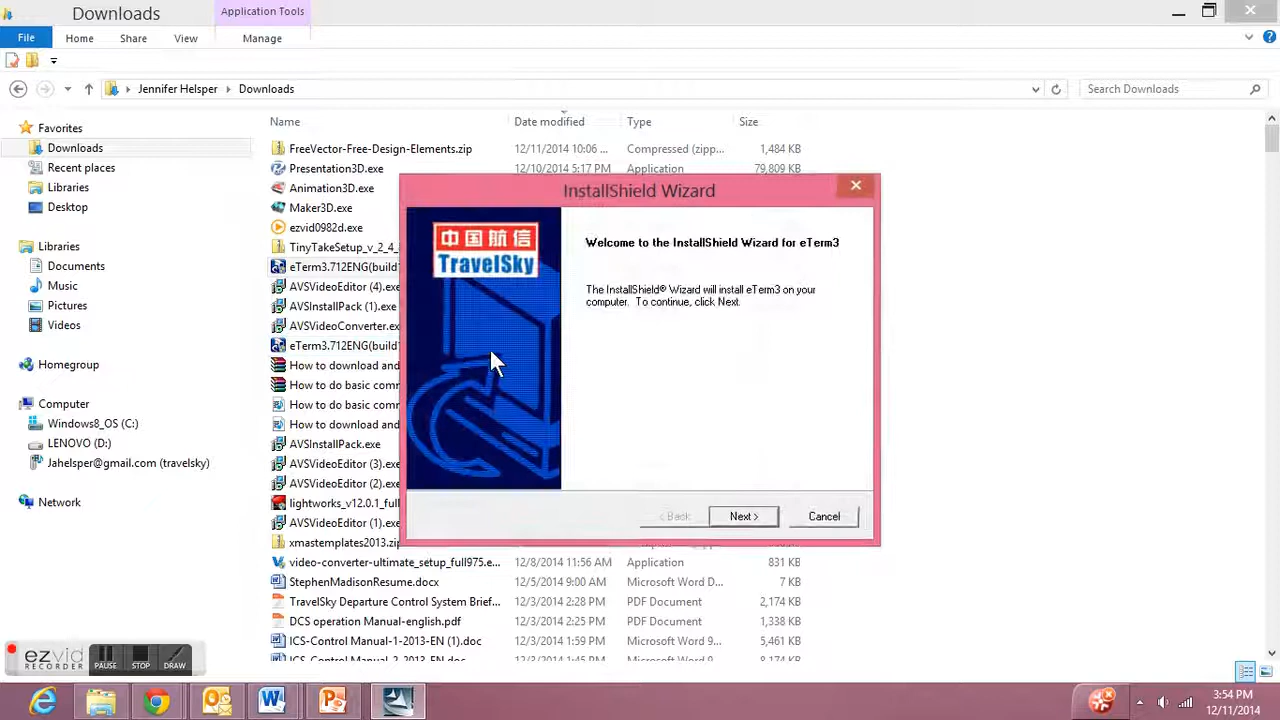 Downloads
Application Tools
File Home Share View Manage
Jennifer Helsper Downloads
Search Downloads
Name Date modified Type Size
Favorites
Downloads
Recent places
Libraries
Desktop
Libraries
Documents
Music
Pictures
Videos
Homegroup
Computer
Windows8_OS (C:)
LENOVO (D:)
Jahelsper@gmail.com (travelsky)
Network
FreeVector-Free-Design-Elements.zip 12/11/2014 10:06 ... Compressed (zipp... 1,484 KB
Presentation3D.exe 12/10/2014 5:17 PM Application 79,809 KB
Animation3D.exe
Maker3D.exe
ezvid0982d.exe
TinyTakeSetup_v_2_4_
eTerm3.712ENG(build
AVSVideoEditor (4).exe
AVSInstallPack (1).exe
AVSVideoConverter.exe
eTerm3.712ENG(build
How to download and
How to do basic comm
How to do basic comm
How to download and
AVSInstallPack.exe
AVSVideoEditor (3).exe
AVSVideoEditor (2).exe
lightworks_v12.0.1_full
AVSVideoEditor (1).exe
xmastemplates2013.zip
video-converter-ultimate_setup_full975.e... 12/8/2014 11:56 AM Application 831 KB
StephenMadisonResume.docx 12/5/2014 9:00 AM Microsoft Word D... 7 KB
TravelSky Departure Control System Brief... 12/3/2014 2:28 PM PDF Document 2,174 KB
DCS operation Manual-english.pdf 12/3/2014 2:25 PM PDF Document 1,338 KB
ICS-Control Manual-1-2013-EN (1).doc 12/3/2014 1:59 PM Microsoft Word 9... 5,461 KB
InstallShield Wizard
中国航信
TravelSky
Welcome to the InstallShield Wizard for eTerm3
The InstallShield® Wizard will install eTerm3 on your
computer. To continue, click Next.
< Back Next > Cancel
ezvid
RECORDER
PAUSE STOP DRAW
3:54 PM
12/11/2014